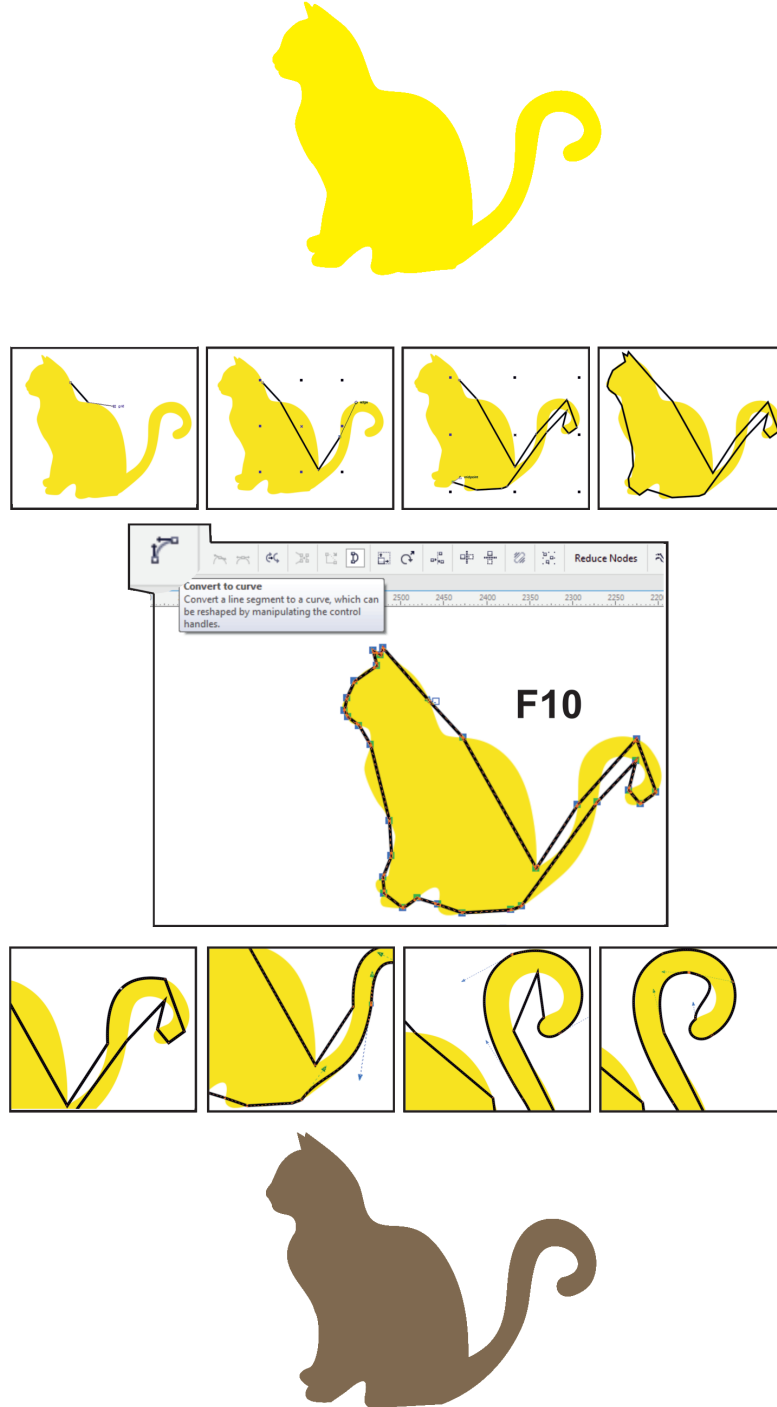 Reduce Nodes
Convert to curve
Convert a line segment to a curve, which can
be reshaped by manipulating the control
handles.
2500 2450 2400 2350 2300 2250 220
F10